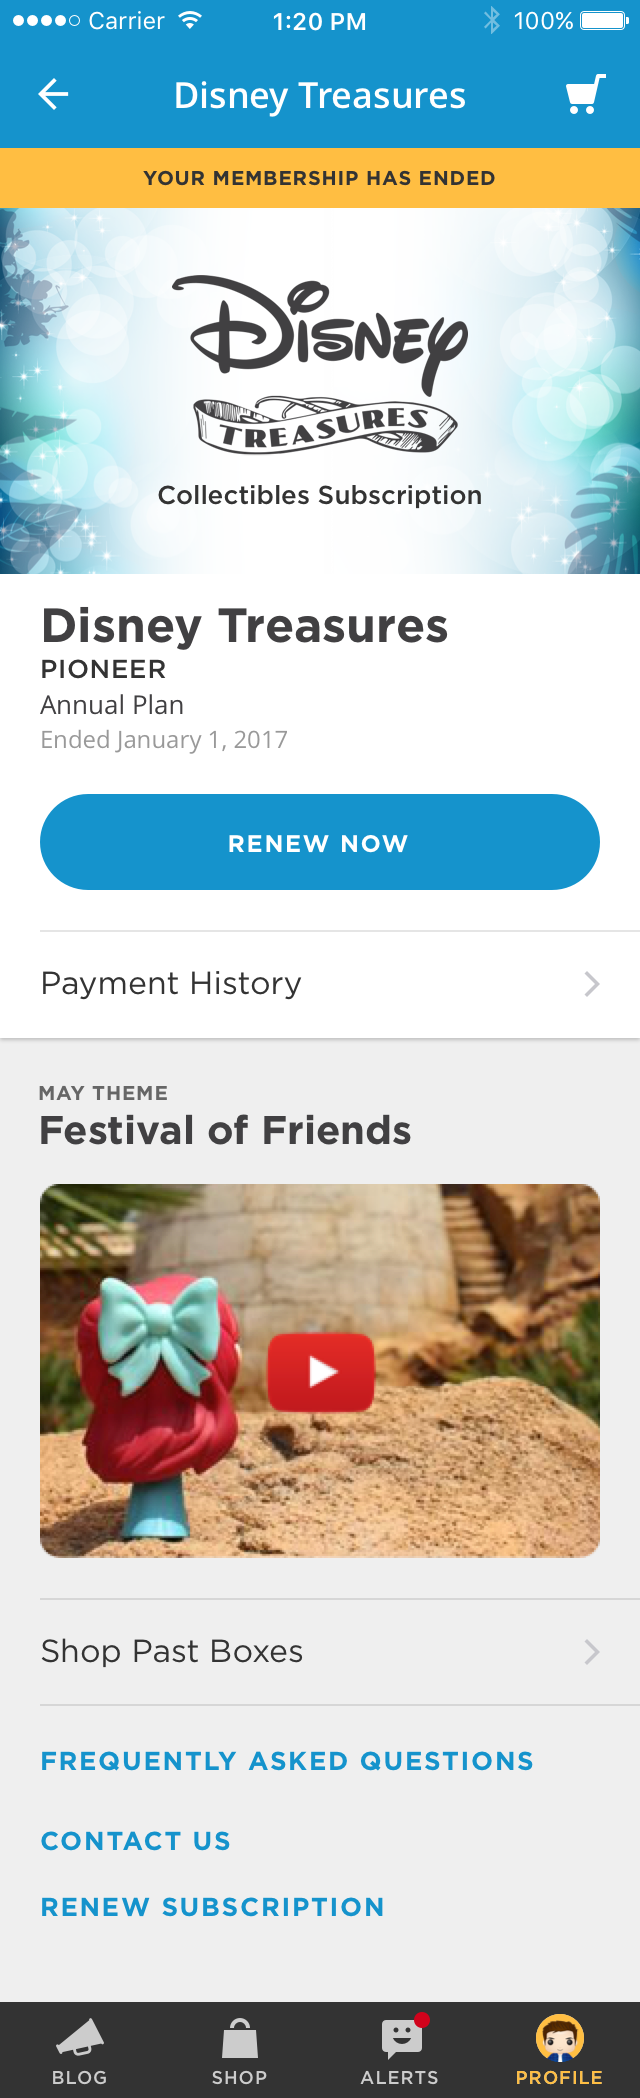 Carrier 1:20 PM 100%
Disney Treasures
YOUR MEMBERSHIP HAS ENDED
Disney
TREASURES
Collectibles Subscription
Disney Treasures
PIONEER
Annual Plan
Ended January 1, 2017
RENEW NOW
Payment History
MAY THEME
Festival of Friends
Shop Past Boxes
FREQUENTLY ASKED QUESTIONS
CONTACT US
RENEW SUBSCRIPTION
BLOG SHOP ALERTS PROFILE